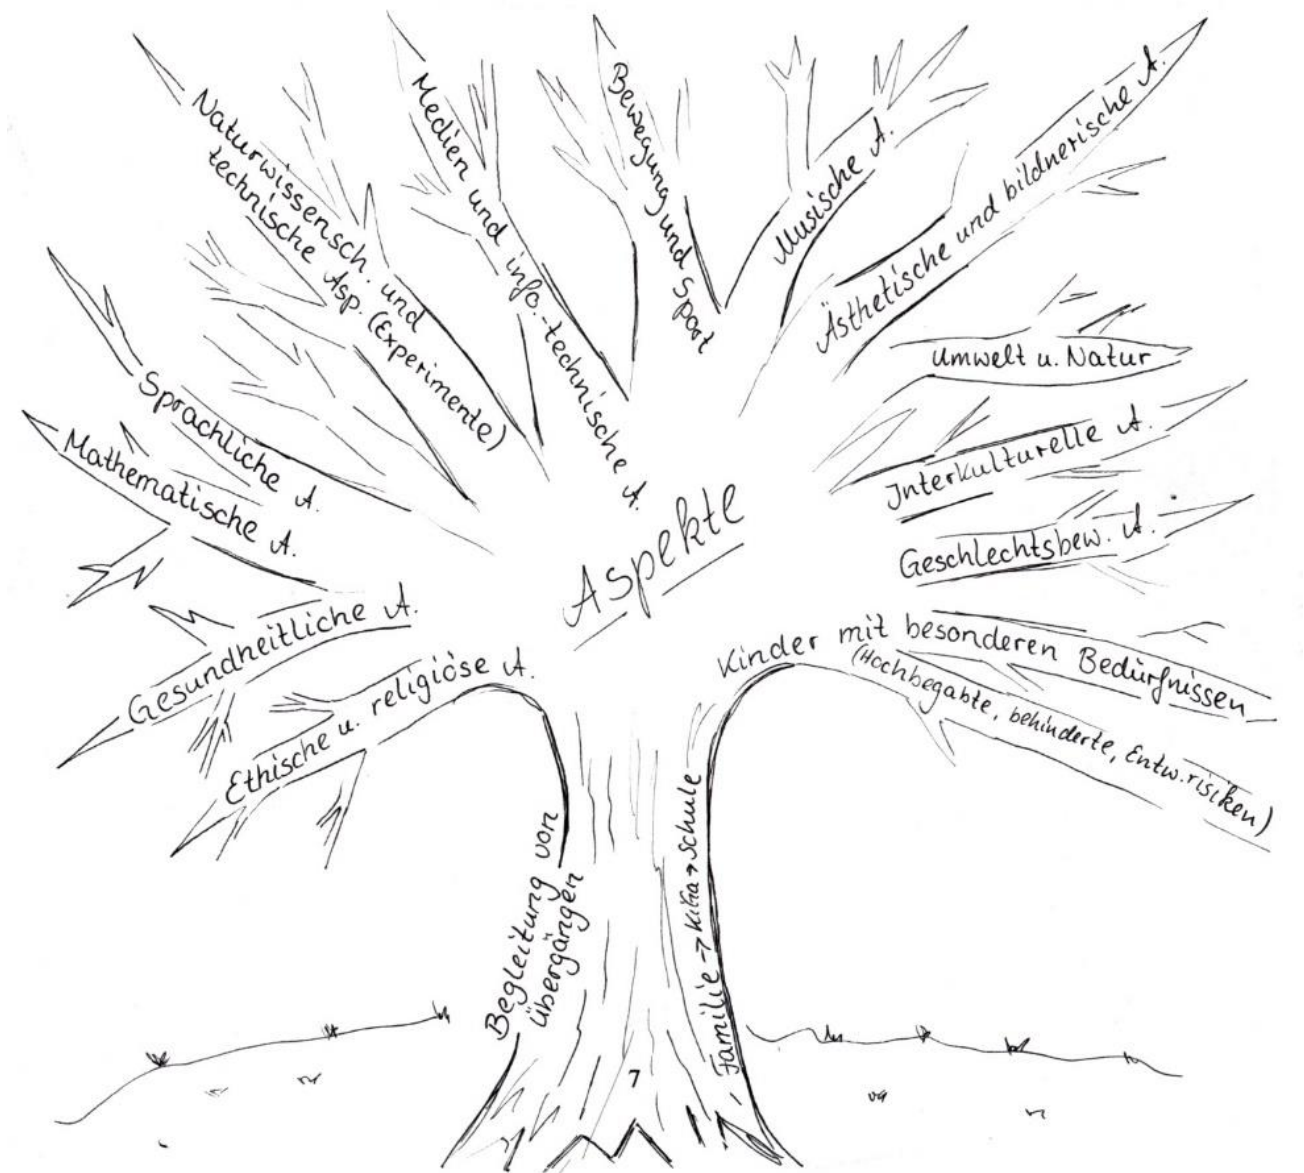 Naturwissensch. und
technische Asp. (Experimente)
Medien und info.-technische A.
Bewegung und Sport
Musische A.
Ästhetische und bildnerische A.
Umwelt u. Natur
Interkulturelle A.
Geschlechtsbew. A.
Kinder mit besonderen Bedürfnissen
(Hochbegabte, behinderte, Entw.risiken)
Sprachliche A.
Mathematische A.
Gesundheitliche A.
Ethische u. religiöse A.
Aspekte
Begleitung von
Übergängen
Familie → Kita → Schule
7